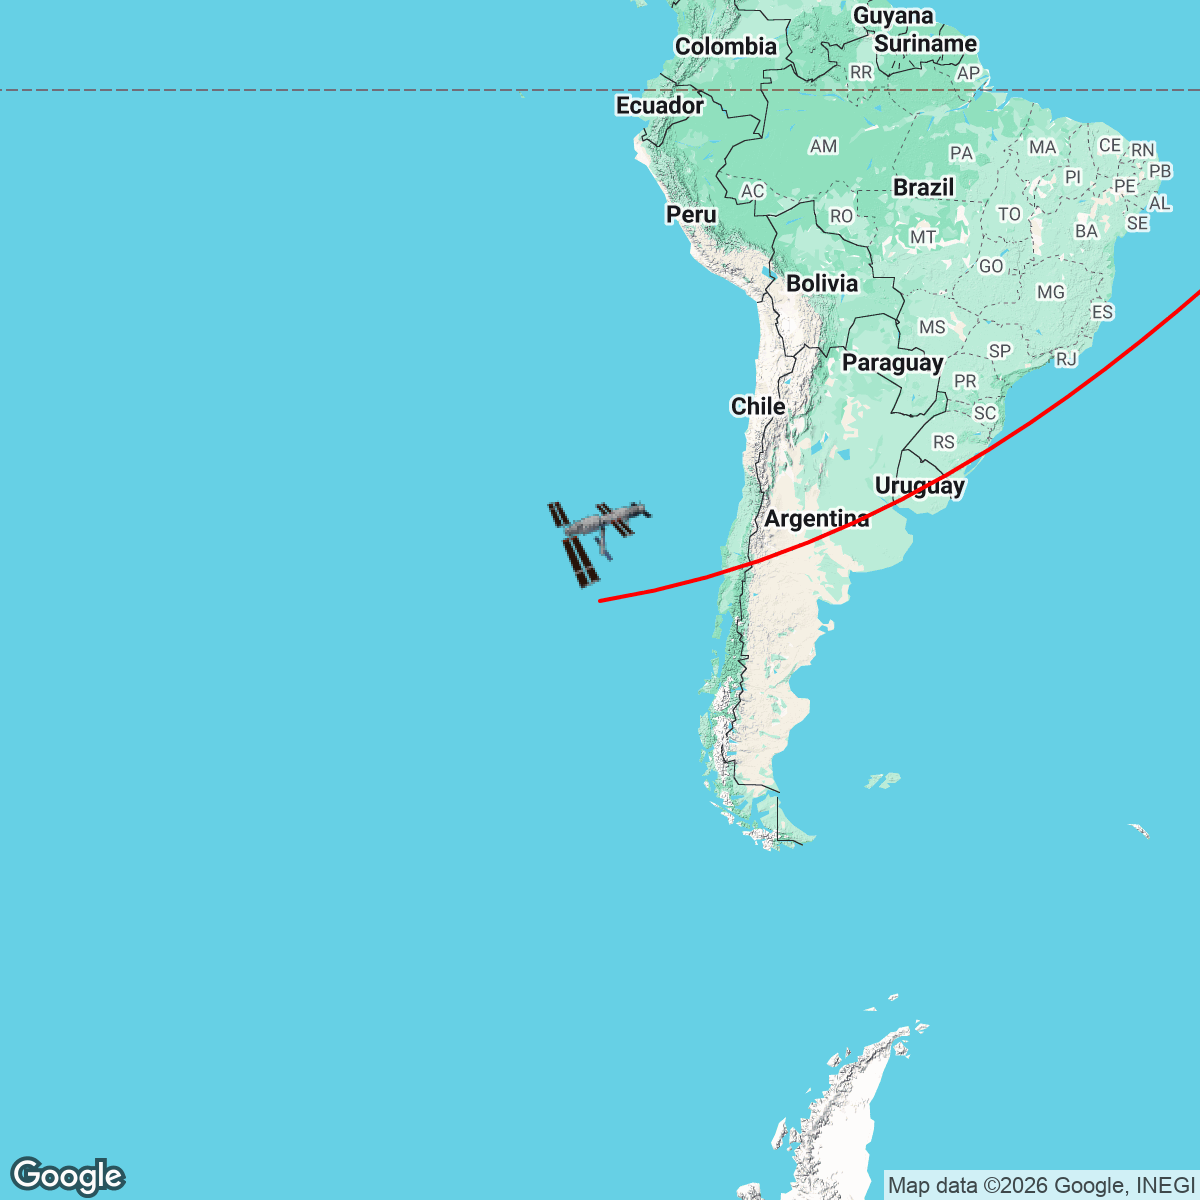 Guyana
Colombia
Suriname
RR
AP
Ecuador
AM
PA
MA
CE
RN
PI
PB
PE
AC
Brazil
AL
Peru
RO
TO
SE
MT
BA
GO
Bolivia
MG
ES
MS
SP
RJ
Paraguay
PR
Chile
SC
RS
Uruguay
Argentina
Google
Map data ©2026 Google, INEGI